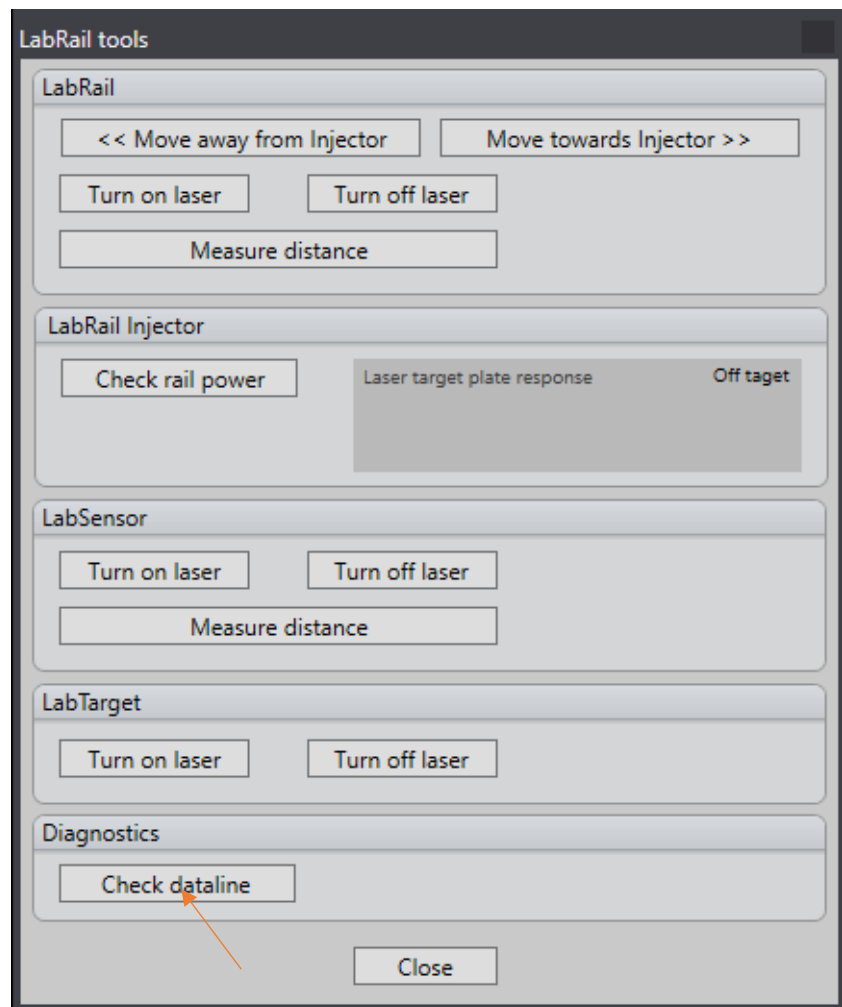 LabRail tools
LabRail
<< Move away from Injector
Move towards Injector >>
Turn on laser
Turn off laser
Measure distance
LabRail Injector
Check rail power
Laser target plate response
Off taget
LabSensor
Turn on laser
Turn off laser
Measure distance
LabTarget
Turn on laser
Turn off laser
Diagnostics
Check dataline
Close